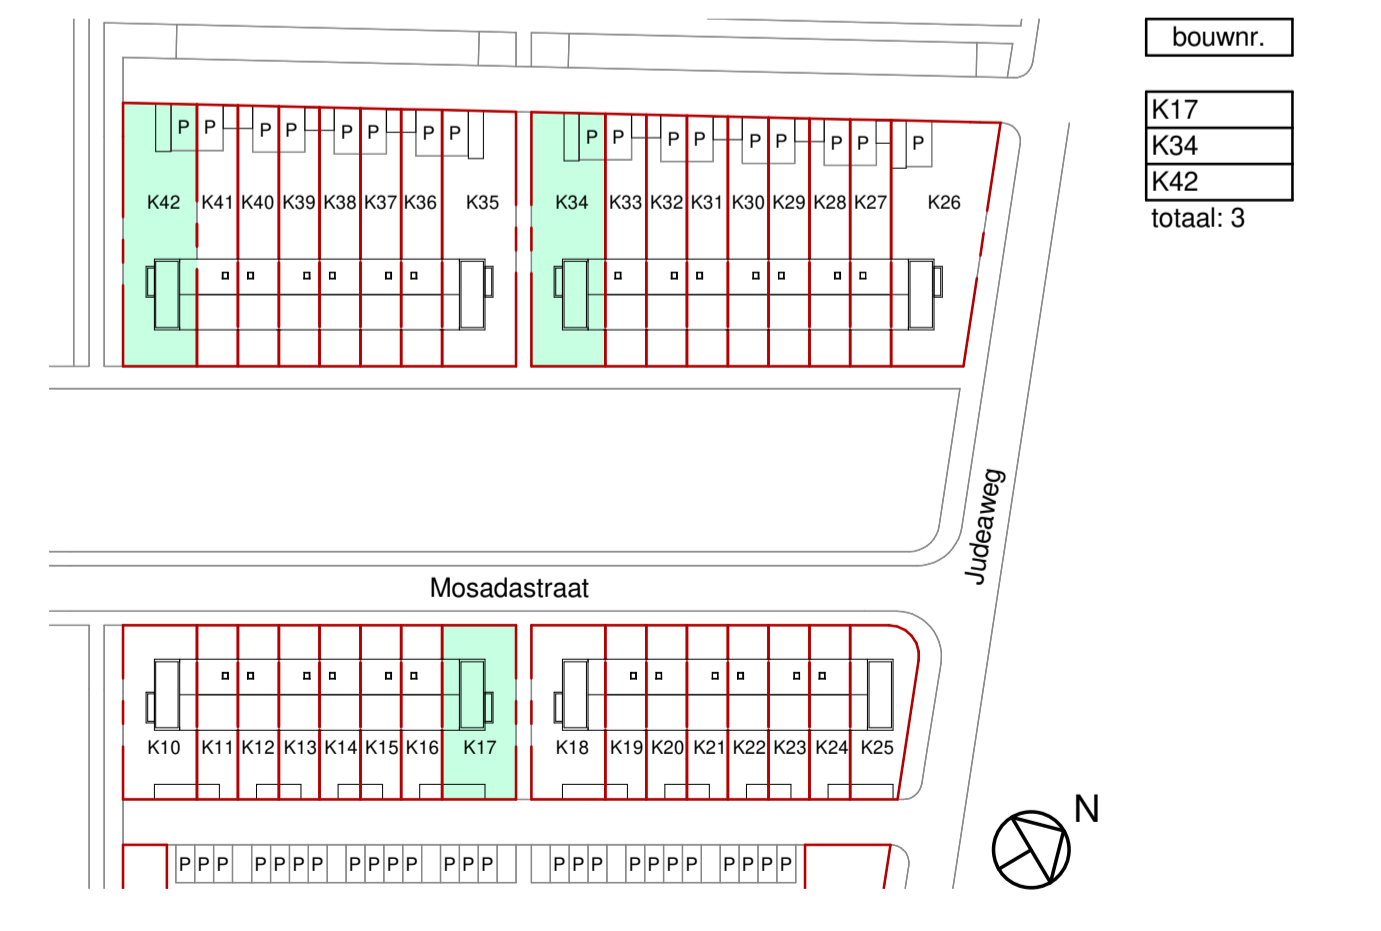 bouwnr.
K17
K34
K42
totaal: 3
P P P P P P P P P P P P P P P P P
K42 K41 K40 K39 K38 K37 K36 K35 K34 K33 K32 K31 K30 K29 K28 K27 K26
Judeaweg
Mosadastraat
K10 K11 K12 K13 K14 K15 K16 K17 K18 K19 K20 K21 K22 K23 K24 K25
N
P P P P P P P P P P P P P P P P P P P P P P P P P